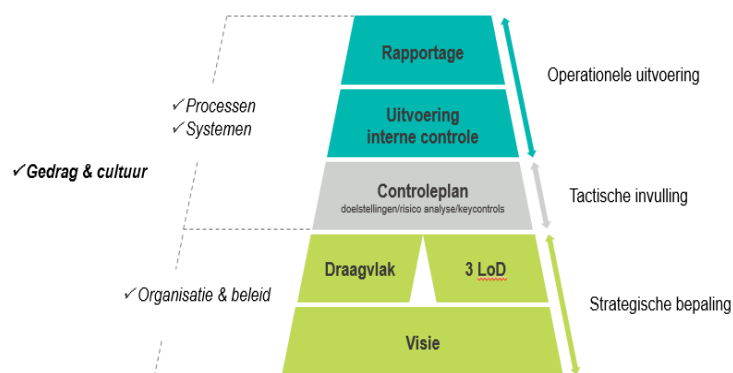 Rapportage
Operationele uitvoering
✓Processen
✓Systemen
Uitvoering
interne controle
✓Gedrag & cultuur
Controleplan
doelstellingen/risico analyse/keycontrols
Tactische invulling
Draagvlak
3 LoD
✓Organisatie & beleid
Strategische bepaling
Visie